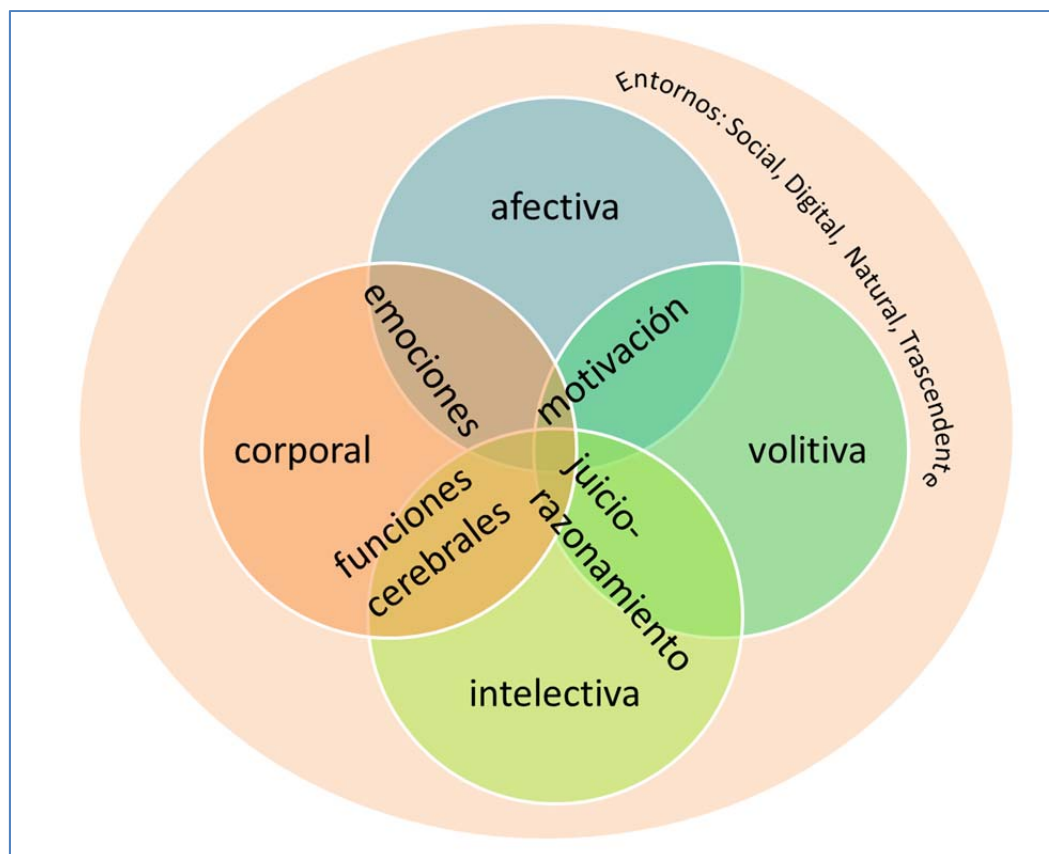 Entornos: Social, Digital, Natural, Trascendente
afectiva
emociones
motivación
corporal
volitiva
funciones
cerebrales
juicio-
razonamiento
intelectiva